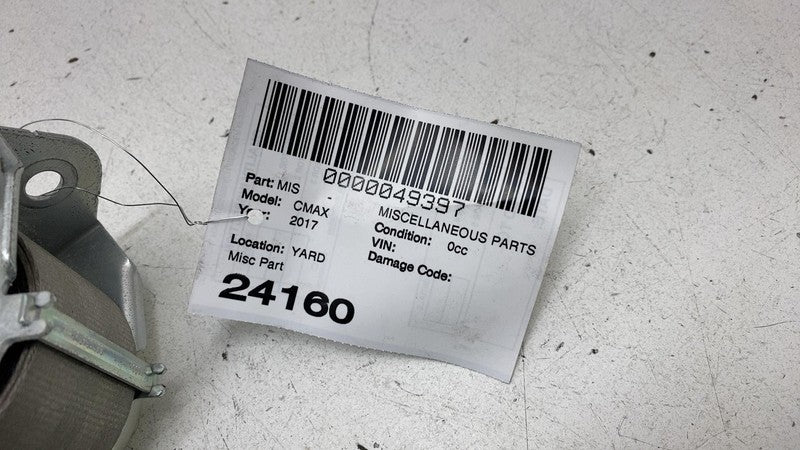 0000049397
Part: MIS - MISCELLANEOUS PARTS
Model: CMAX Condition: 0cc
2017 VIN:
Damage Code:
Location: YARD
Misc Part
24160